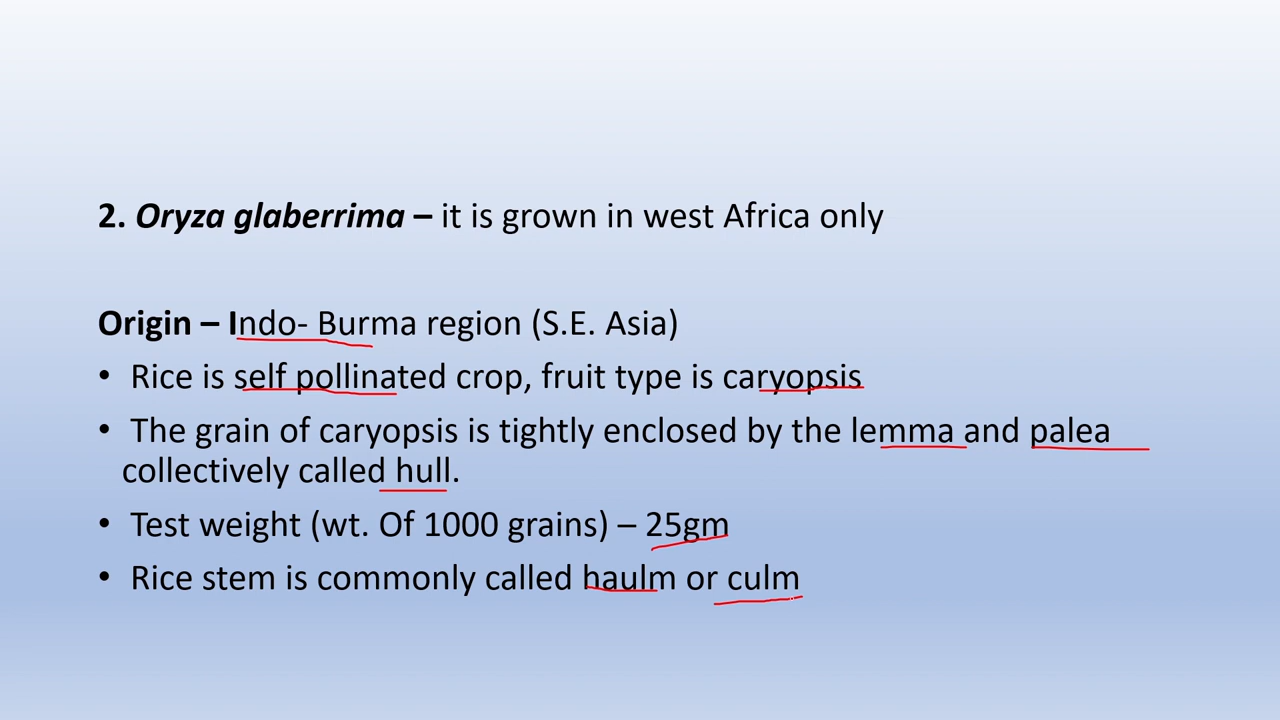 2. Oryza glaberrima – it is grown in west Africa only
Origin – Indo- Burma region (S.E. Asia)
• Rice is self pollinated crop, fruit type is caryopsis
• The grain of caryopsis is tightly enclosed by the lemma and palea
collectively called hull.
• Test weight (wt. Of 1000 grains) – 25gm
• Rice stem is commonly called haulm or culm